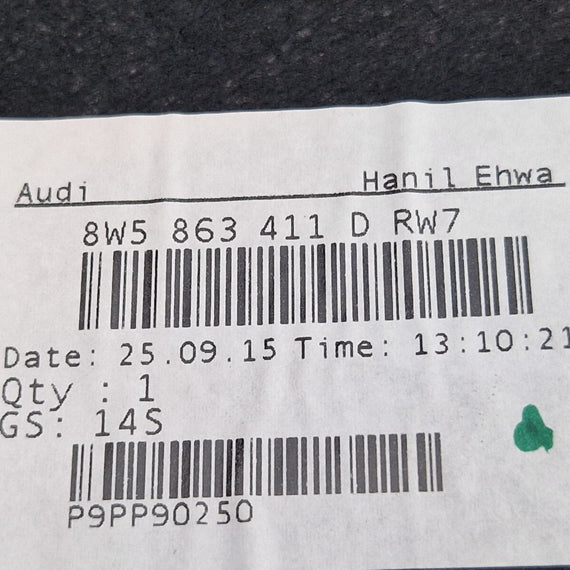 Audi Hanil Ehwa
8W5 863 411 D RW7
Date: 25.09.15 Time: 13:10:21
Qty : 1
GS: 14S
P9PP90250